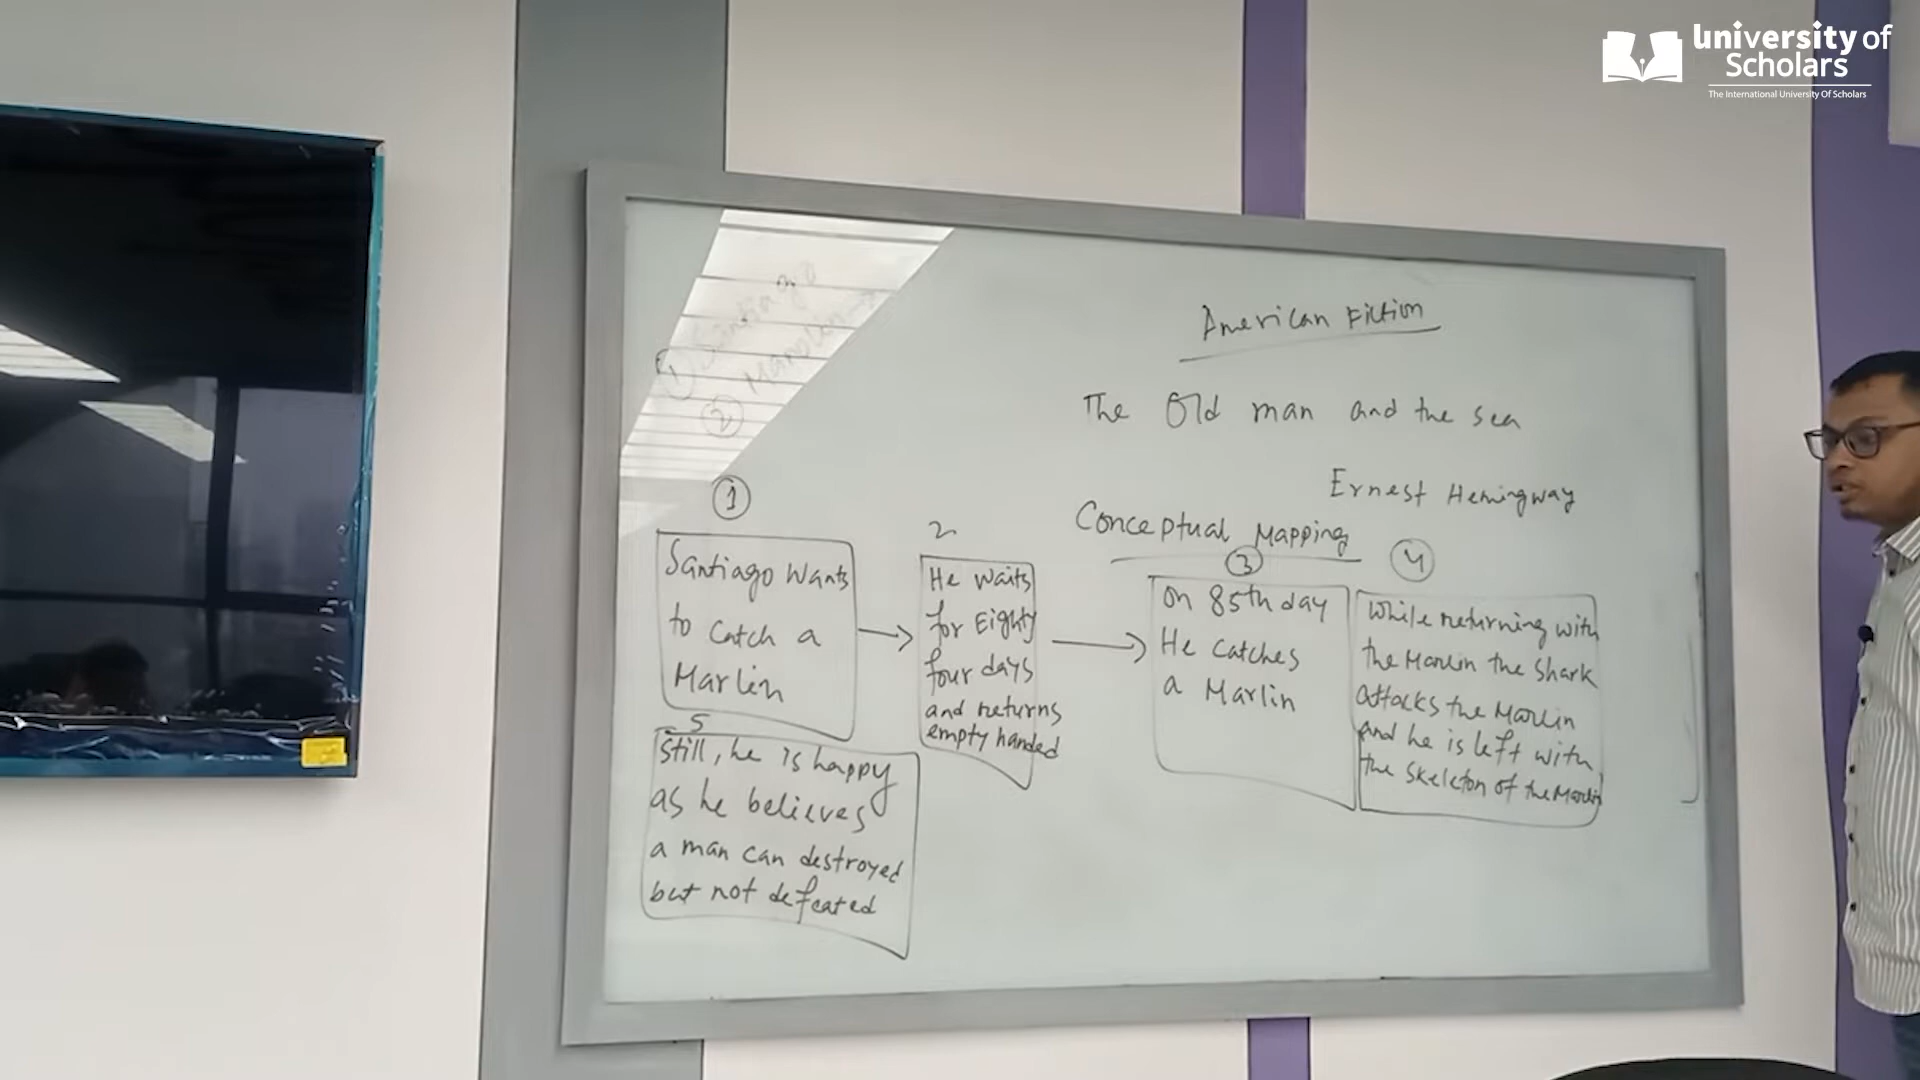 University of
Scholars
The International University Of Scholars
① Santiago
② Manolin →
American Fiction
The Old man and the sea
Ernest Hemingway
Conceptual Mapping
①
Santiago wants
to catch a
Marlin
2
He waits
for Eighty
four days
and returns
empty handed
③
on 85th day
He catches
a Marlin
④
While returning with
the Marlin the shark
attacks the Marlin
and he is left with
the skeleton of the Marlin
5
still, he is happy
as he believes
a man can destroyed
but not defeated